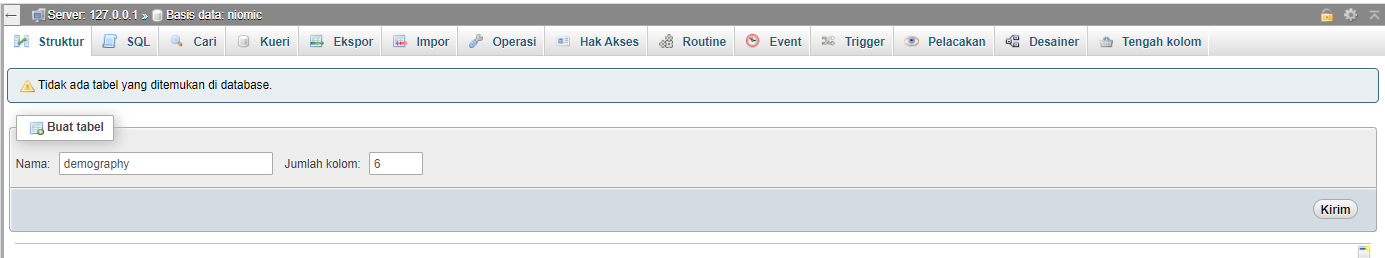 Server: 127.0.0.1 » Basis data: niomic
Struktur SQL Cari Kueri Ekspor Impor Operasi Hak Akses Routine Event Trigger Pelacakan Desainer Tengah kolom
Tidak ada tabel yang ditemukan di database.
Buat tabel
Nama: demography Jumlah kolom: 6
Kirim